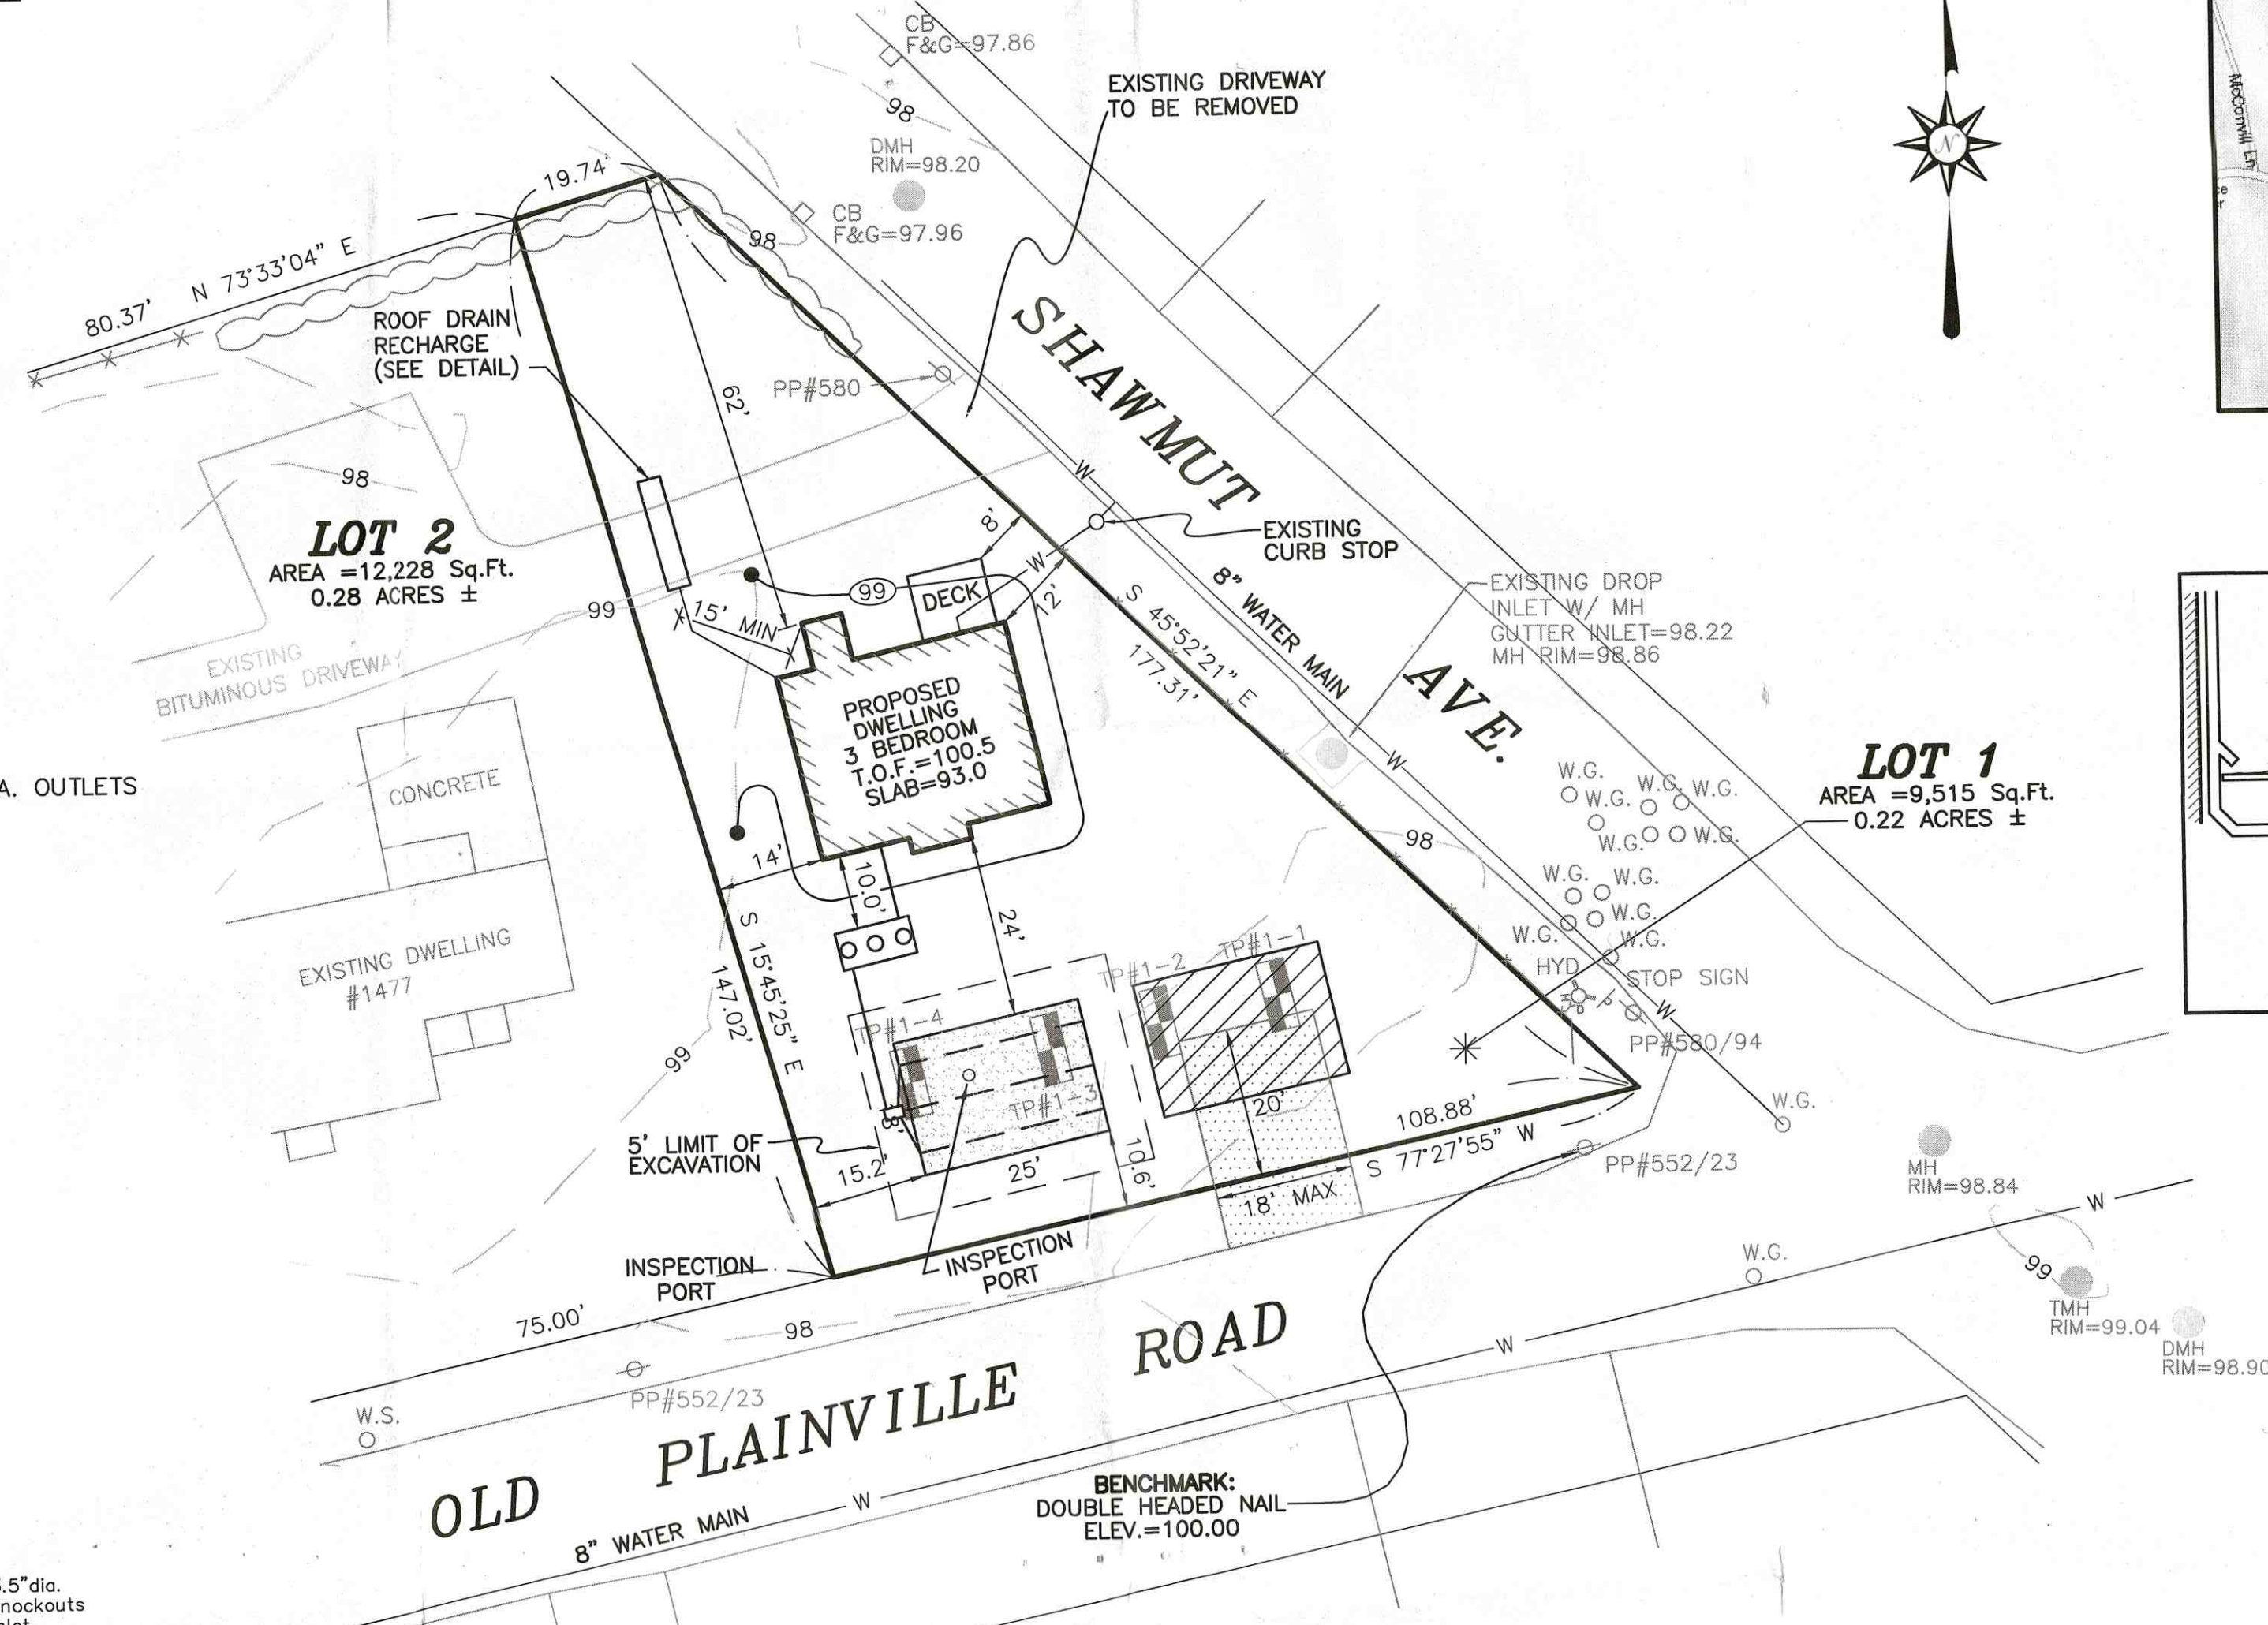 CB
F&G=97.86
98
DMH
RIM=98.20
EXISTING DRIVEWAY
TO BE REMOVED
N
McConvill Ln
19.74'
CB
F&G=97.96
98
80.37'
N 73°33'04" E
ROOF DRAIN
RECHARGE
(SEE DETAIL)
62'
PP#580
SHAWMUT
AVE.
98
LOT 2
AREA =12,228 Sq.Ft.
0.28 ACRES ±
99
15' MIN
99
DECK
8'
W
12'
W
EXISTING
CURB STOP
8" WATER MAIN
S 45°52'21" E
177.31'
EXISTING DROP
INLET W/ MH
GUTTER INLET=98.22
MH RIM=98.86
EXISTING
BITUMINOUS DRIVEWAY
PROPOSED
DWELLING
3 BEDROOM
T.O.F.=100.5
SLAB=93.0
A. OUTLETS
CONCRETE
14'
10.0'
24'
W
98
LOT 1
AREA =9,515 Sq.Ft.
0.22 ACRES ±
W.G.
W.G.
W.G.
W.G.
W.G.
W.G.
W.G.
W.G.
W.G.
W.G.
W.G.
HYD
HYD
STOP SIGN
W
PP#580/94
EXISTING DWELLING
#1477
S 15°45'25" E
147.02'
99
TP#1-4
TP#1-3
TP#1-2
TP#1-1
5' LIMIT OF
EXCAVATION
15.2'
25'
10.6'
20'
18' MAX
108.88'
S 77°27'55" W
PP#552/23
W.G.
MH
RIM=98.84
W
W.G.
99
TMH
RIM=99.04
DMH
RIM=98.90
INSPECTION
PORT
INSPECTION
PORT
75.00'
98
PP#552/23
W.S.
OLD PLAINVILLE ROAD
W
W
8" WATER MAIN
BENCHMARK:
DOUBLE HEADED NAIL
ELEV.=100.00
.5"dia.
nockouts